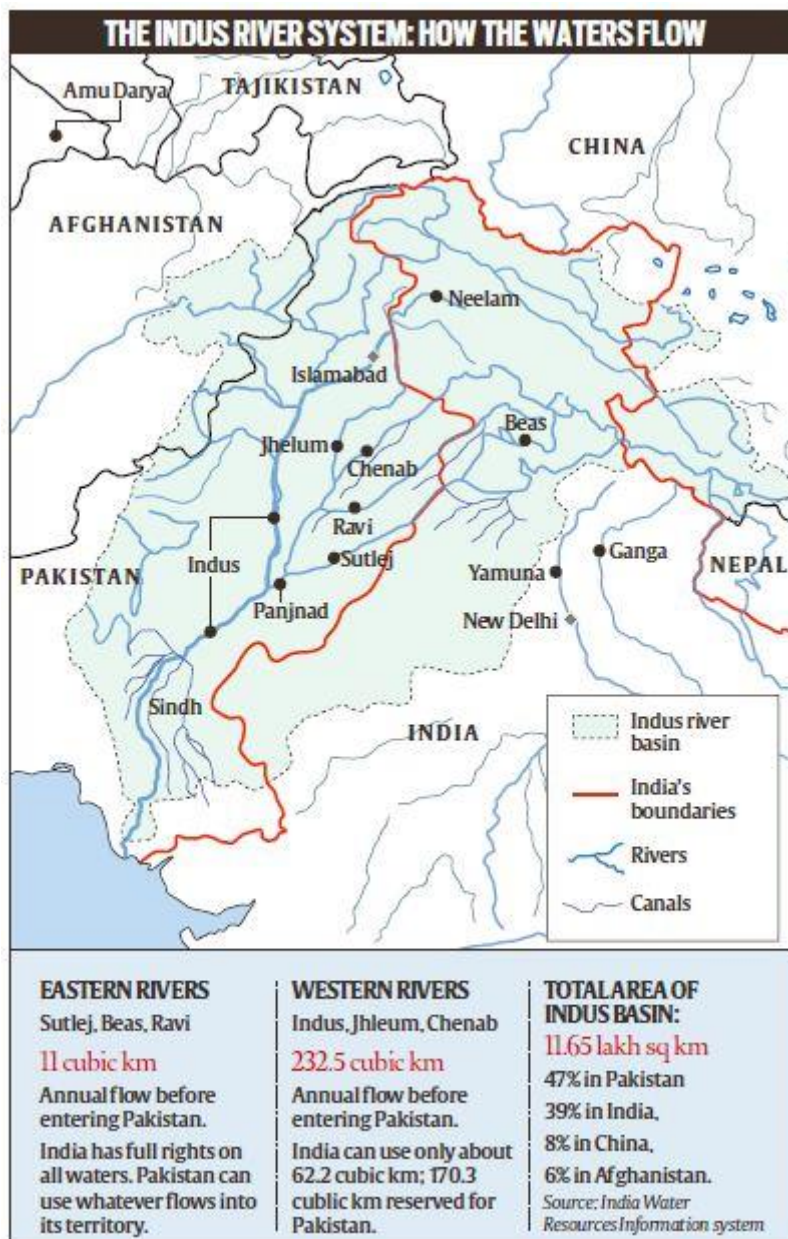 THE INDUS RIVER SYSTEM: HOW THE WATERS FLOW
Amu Darya
TAJIKISTAN
CHINA
AFGHANISTAN
Neelam
Islamabad
Beas
Jhelum
Chenab
Ravi
Sutlej
Indus
PAKISTAN
Panjnad
Yamuna
Ganga
NEPAL
New Delhi
Sindh
INDIA
Indus river
basin
India's
boundaries
Rivers
Canals
EASTERN RIVERS
Sutlej, Beas, Ravi
11 cubic km
Annual flow before
entering Pakistan.
India has full rights on
all waters. Pakistan can
use whatever flows into
its territory.
WESTERN RIVERS
Indus, Jhleum, Chenab
232.5 cubic km
Annual flow before
entering Pakistan.
India can use only about
62.2 cubic km; 170.3
cublic km reserved for
Pakistan.
TOTAL AREA OF
INDUS BASIN:
11.65 lakh sq km
47% in Pakistan
39% in India,
8% in China,
6% in Afghanistan.
Source: India Water
Resources Information system